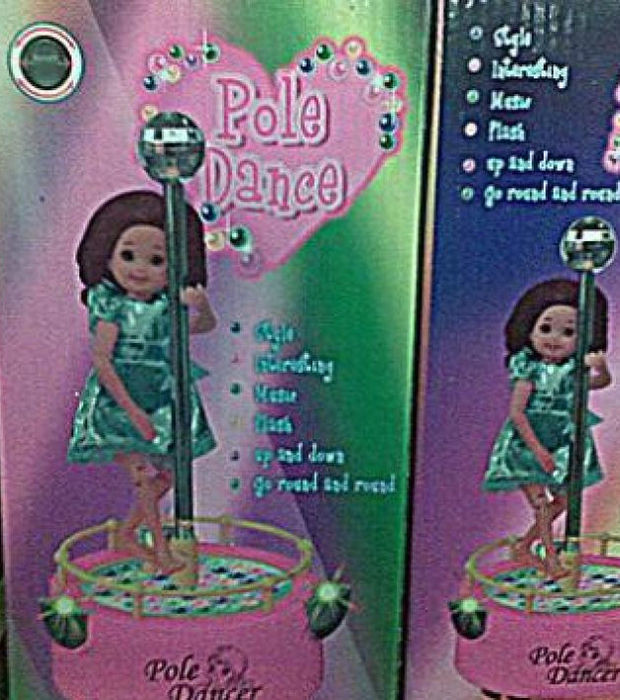 Pole
Dance
Style
Interesting
Music
Flash
up and down
go round and round
Pole
Dancer
Style
Interesting
Music
Flash
up and down
go round and round
Pole
Dancer